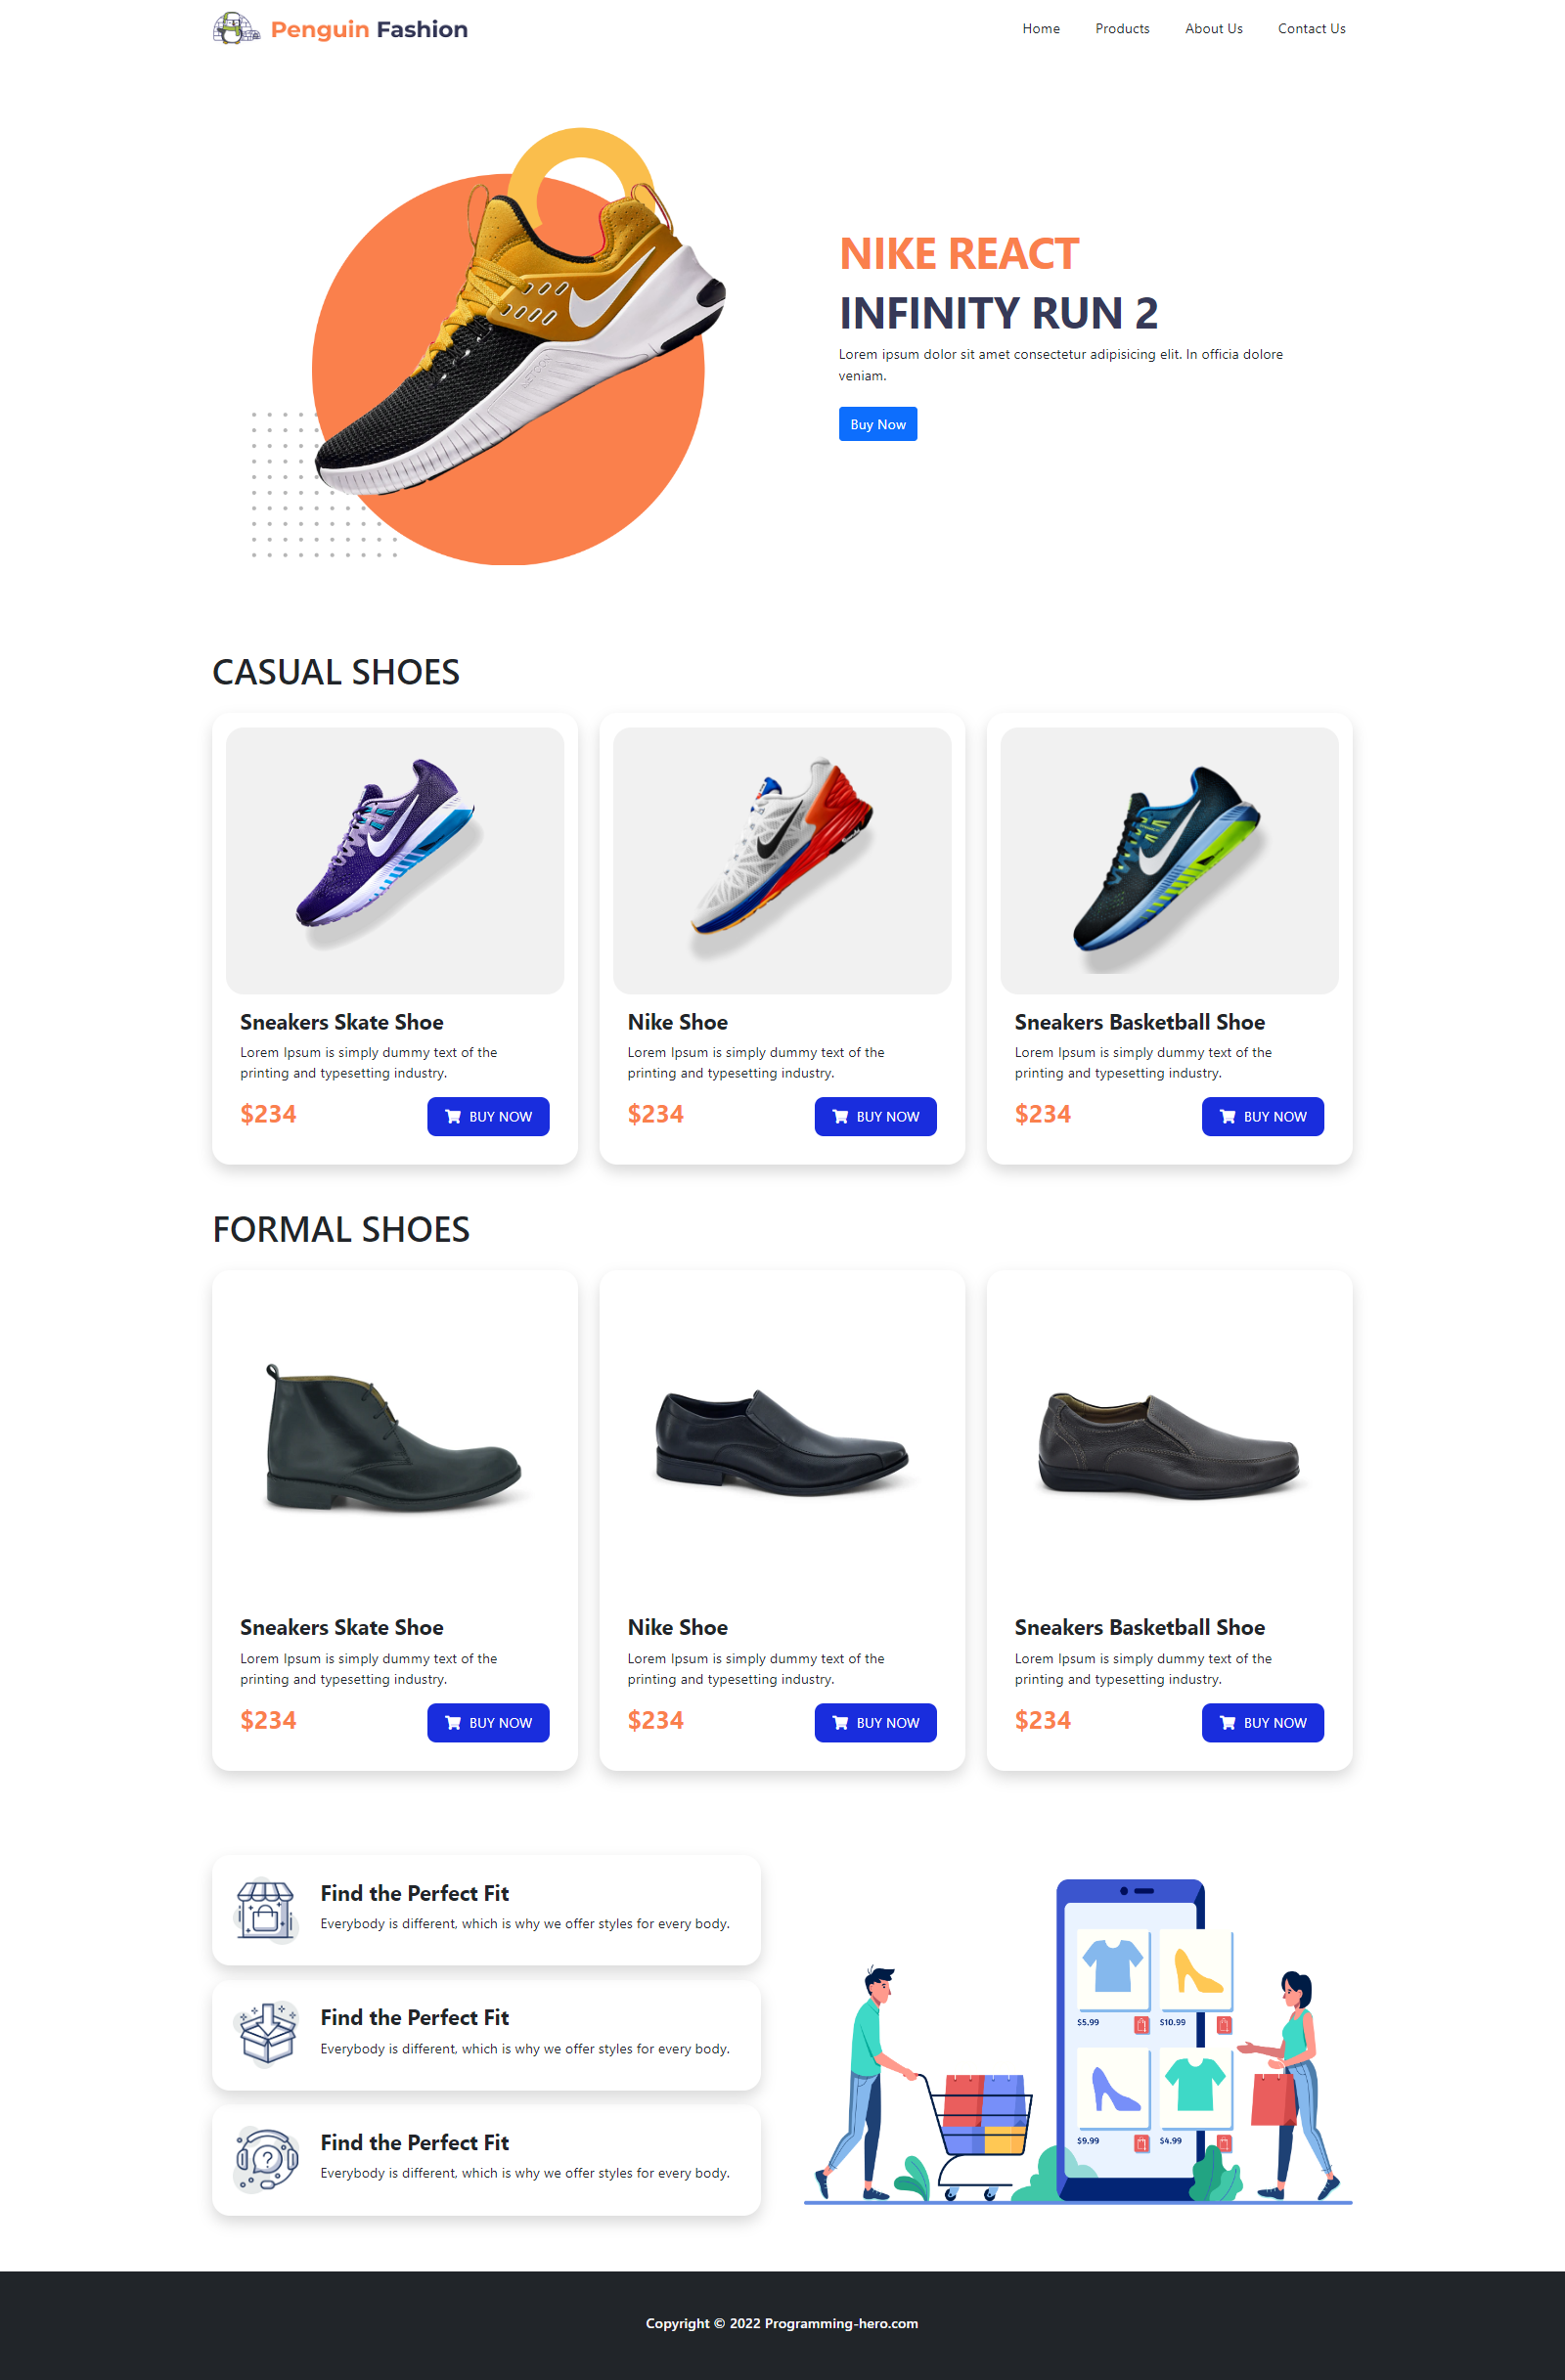 Penguin Fashion
Home
Products
About Us
Contact Us
NIKE REACT
INFINITY RUN 2
Lorem ipsum dolor sit amet consectetur adipisicing elit. In officia dolore
veniam.
Buy Now
CASUAL SHOES
Sneakers Skate Shoe
Lorem Ipsum is simply dummy text of the
printing and typesetting industry.
$234
BUY NOW
Nike Shoe
Lorem Ipsum is simply dummy text of the
printing and typesetting industry.
$234
BUY NOW
Sneakers Basketball Shoe
Lorem Ipsum is simply dummy text of the
printing and typesetting industry.
$234
BUY NOW
FORMAL SHOES
Sneakers Skate Shoe
Lorem Ipsum is simply dummy text of the
printing and typesetting industry.
$234
BUY NOW
Nike Shoe
Lorem Ipsum is simply dummy text of the
printing and typesetting industry.
$234
BUY NOW
Sneakers Basketball Shoe
Lorem Ipsum is simply dummy text of the
printing and typesetting industry.
$234
BUY NOW
Find the Perfect Fit
Everybody is different, which is why we offer styles for every body.
Find the Perfect Fit
Everybody is different, which is why we offer styles for every body.
Find the Perfect Fit
Everybody is different, which is why we offer styles for every body.
$5.99
$10.99
$9.99
$4.99
Copyright © 2022 Programming-hero.com